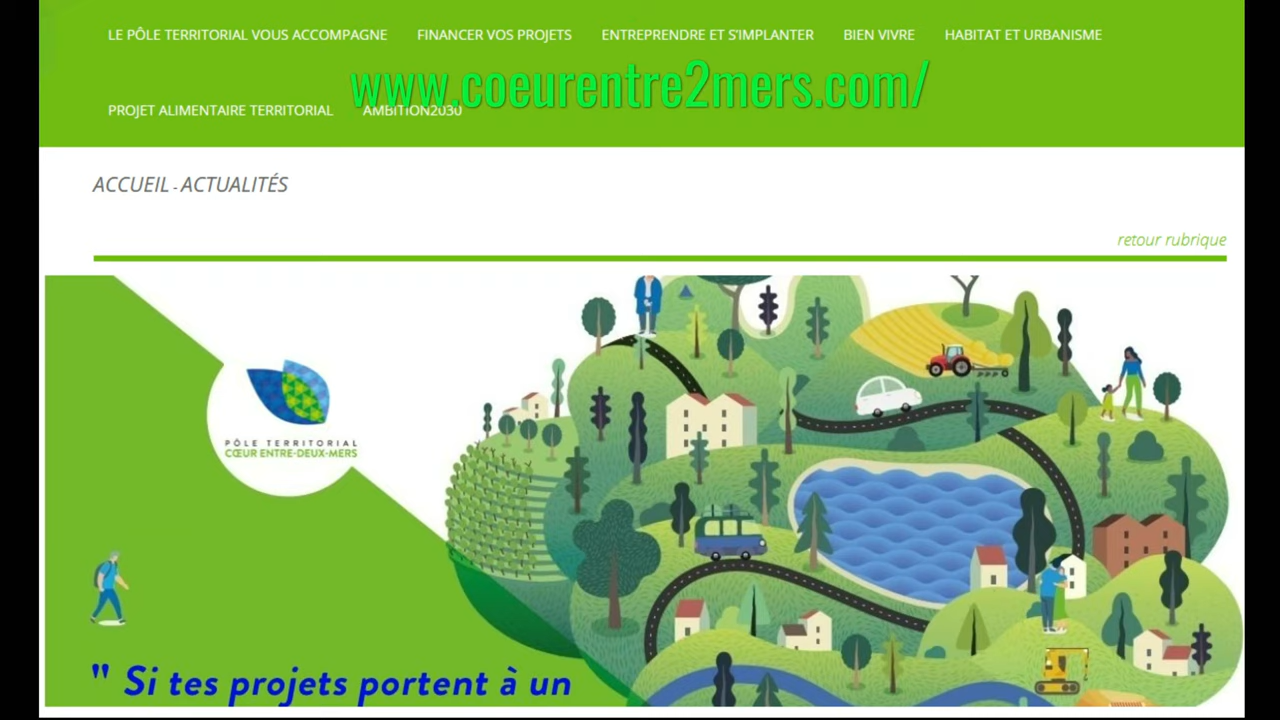 LE PÔLE TERRITORIAL VOUS ACCOMPAGNE FINANCER VOS PROJETS ENTREPRENDRE ET S'IMPLANTER BIEN VIVRE HABITAT ET URBANISME
www.coeurentre2mers.com/
PROJET ALIMENTAIRE TERRITORIAL AMBITION2030
ACCUEIL - ACTUALITÉS
retour rubrique
PÔLE TERRITORIAL
CŒUR ENTRE-DEUX-MERS
" Si tes projets portent à un